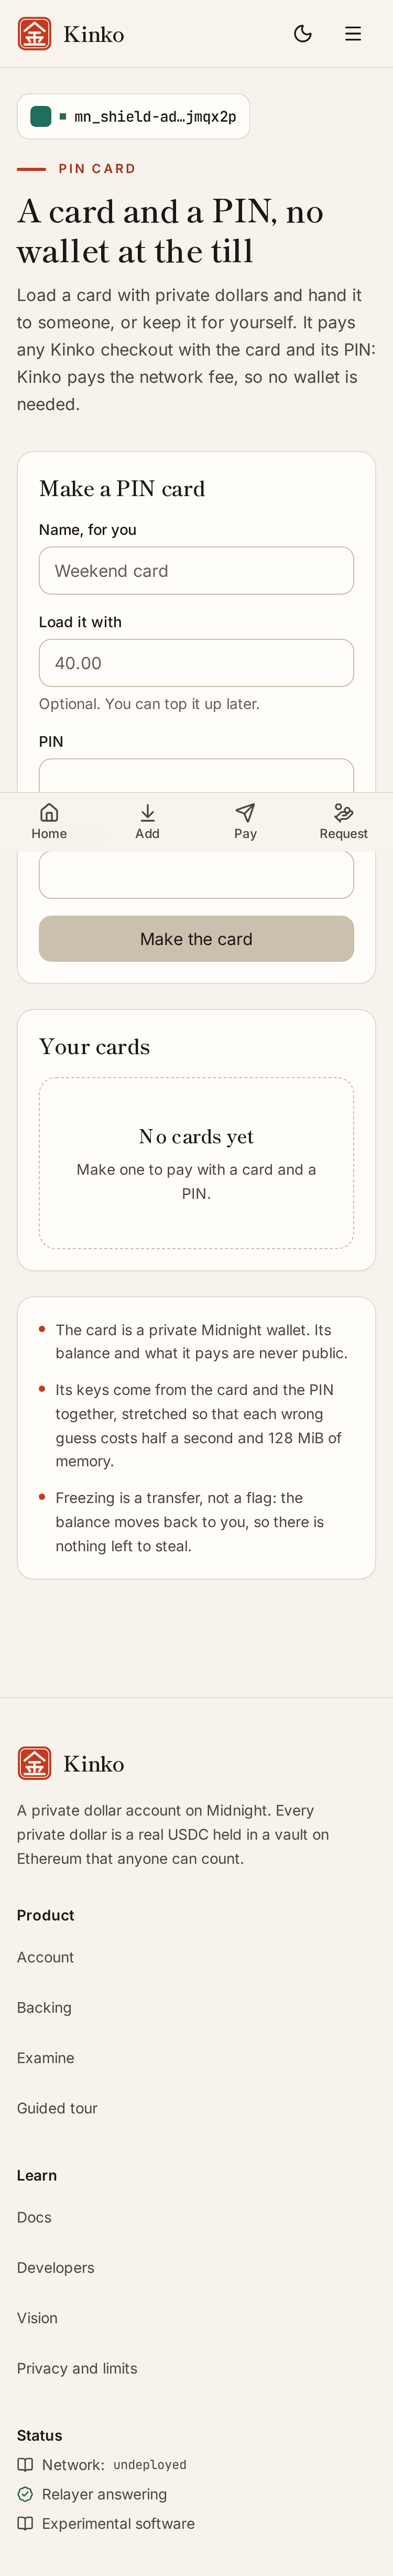 金 Kinko
mn_shield-ad…jmqx2p
PIN CARD
A card and a PIN, no
wallet at the till
Load a card with private dollars and hand it
to someone, or keep it for yourself. It pays
any Kinko checkout with the card and its PIN:
Kinko pays the network fee, so no wallet is
needed.
Make a PIN card
Name, for you
Weekend card
Load it with
40.00
Optional. You can top it up later.
PIN
Home Add Pay Request
Make the card
Your cards
No cards yet
Make one to pay with a card and a
PIN.
The card is a private Midnight wallet. Its
balance and what it pays are never public.
Its keys come from the card and the PIN
together, stretched so that each wrong
guess costs half a second and 128 MiB of
memory.
Freezing is a transfer, not a flag: the
balance moves back to you, so there is
nothing left to steal.
金 Kinko
A private dollar account on Midnight. Every
private dollar is a real USDC held in a vault on
Ethereum that anyone can count.
Product
Account
Backing
Examine
Guided tour
Learn
Docs
Developers
Vision
Privacy and limits
Status
Network: undeployed
Relayer answering
Experimental software